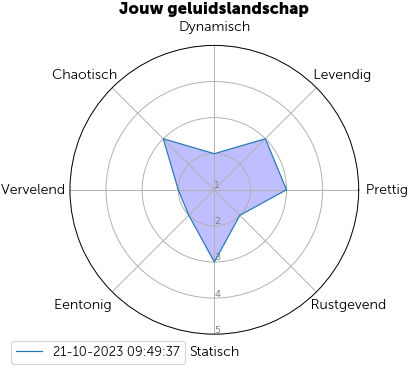 Jouw geluidslandschap
Dynamisch
Chaotisch
Levendig
Vervelend
Prettig
1
2
3
4
5
Eentonig
Rustgevend
Statisch
21-10-2023 09:49:37